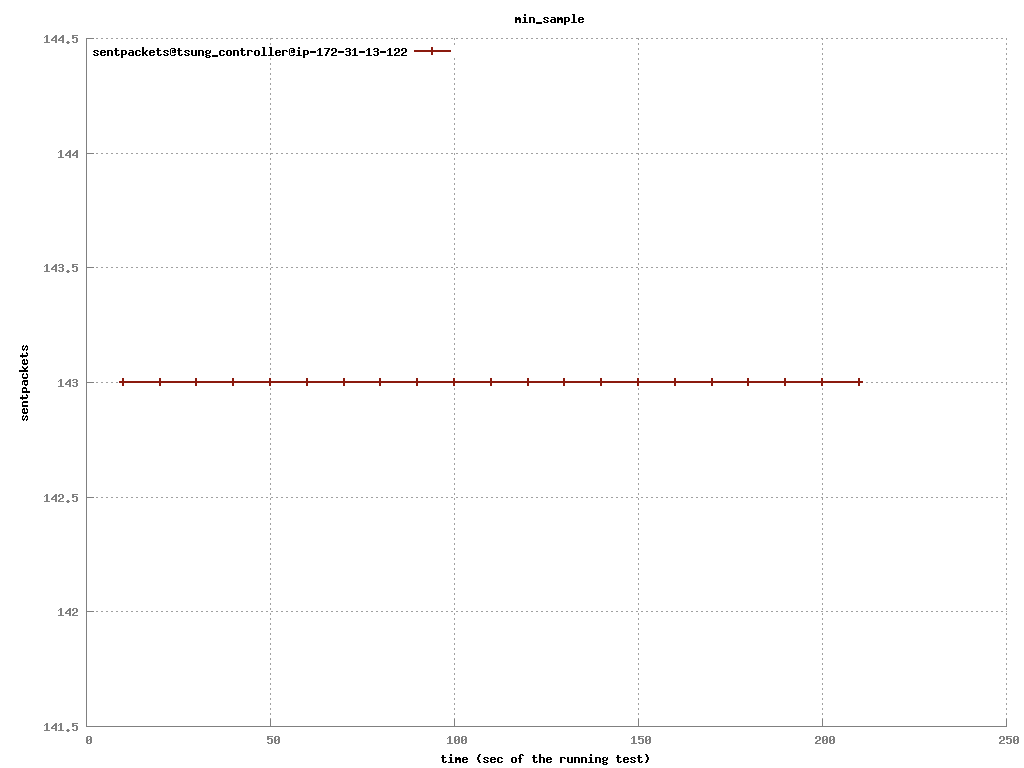 min_sample
144.5
sentpackets@tsung_controller@ip-172-31-13-122
144
143.5
sentpackets
143
142.5
142
141.5
0 50 100 150 200 250
time (sec of the running test)